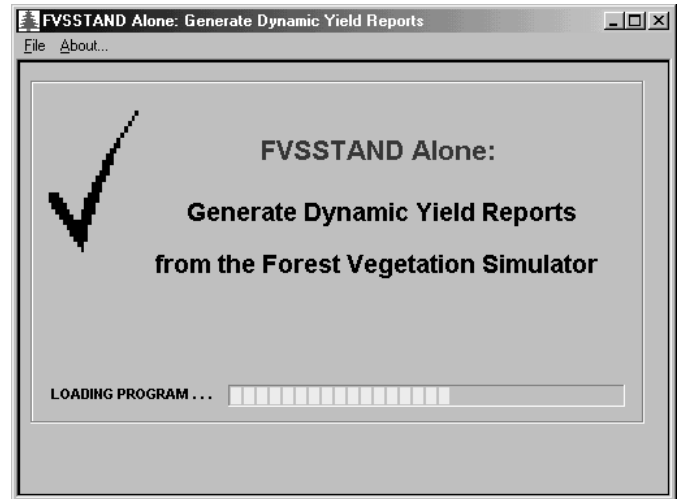 FVSSTAND Alone: Generate Dynamic Yield Reports
File About...
FVSSTAND Alone:
Generate Dynamic Yield Reports
from the Forest Vegetation Simulator
LOADING PROGRAM . . .